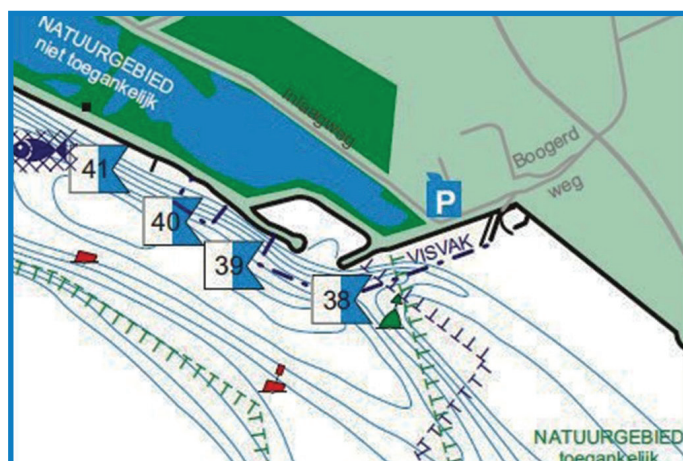 NATUURGEBIED
niet toegankelijk
Inlaagweg
Boogerd
weg
P
41
40
39
VISVAK
38
NATUURGEBIED
toegankelijk